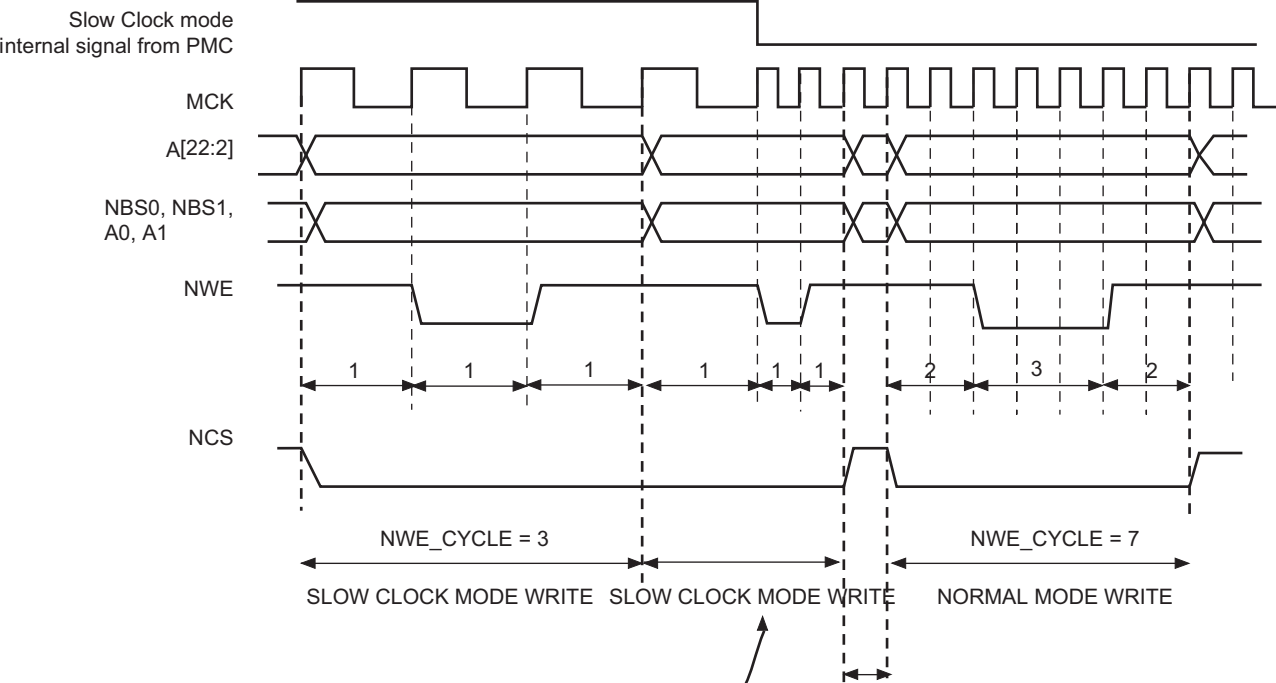 Slow Clock mode
internal signal from PMC
MCK
A[22:2]
NBS0, NBS1,
A0, A1
NWE
1 1 1 1 1 1 2 3 2
NCS
NWE_CYCLE = 3 NWE_CYCLE = 7
SLOW CLOCK MODE WRITE SLOW CLOCK MODE WRITE NORMAL MODE WRITE